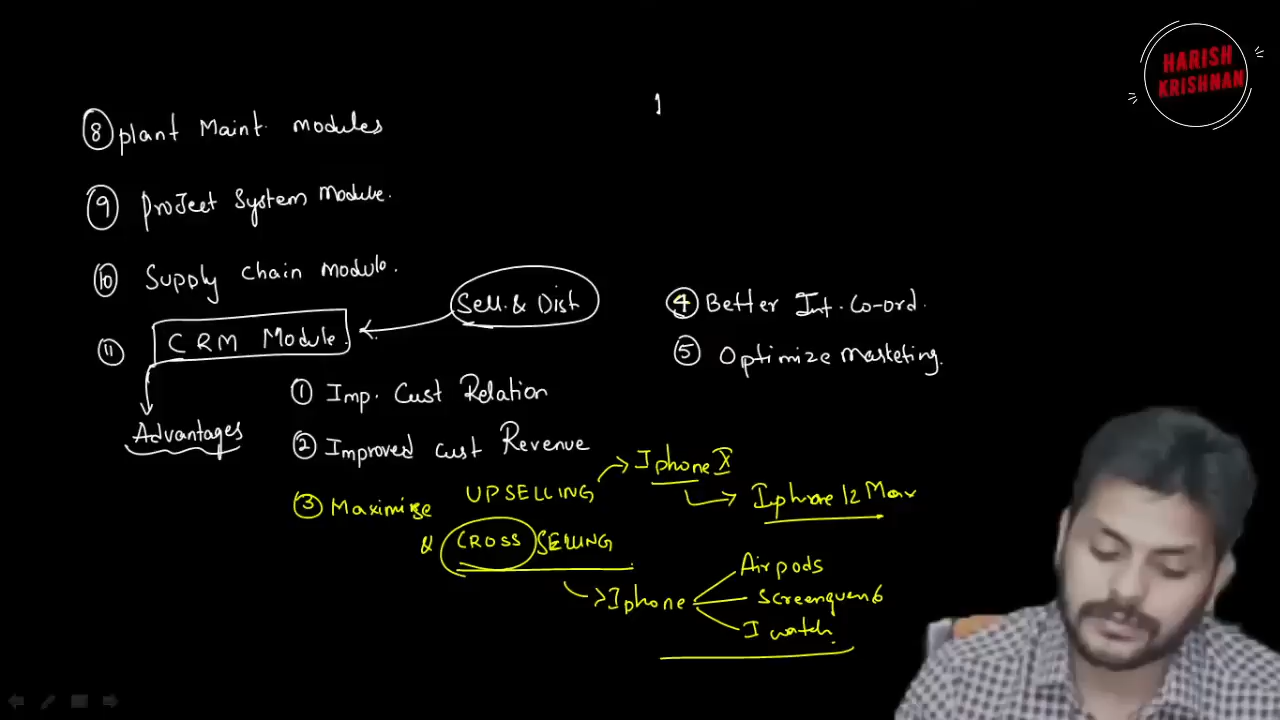 HARISH
KRISHNAN
8 plant Maint. modules
9 ProJect System Module.
10 Supply chain module.
Sell. & Dist
11 CRM Module.
Advantages
1 Imp. Cust Relation
2 Improved cust Revenue
3 Maximize UPSELLING
& CROSS SELLING
Iphone X
Iphone 12 Max
Iphone
Airpods
I watch.
4 Better Int. Co-ord.
5 Optimize Marketing.